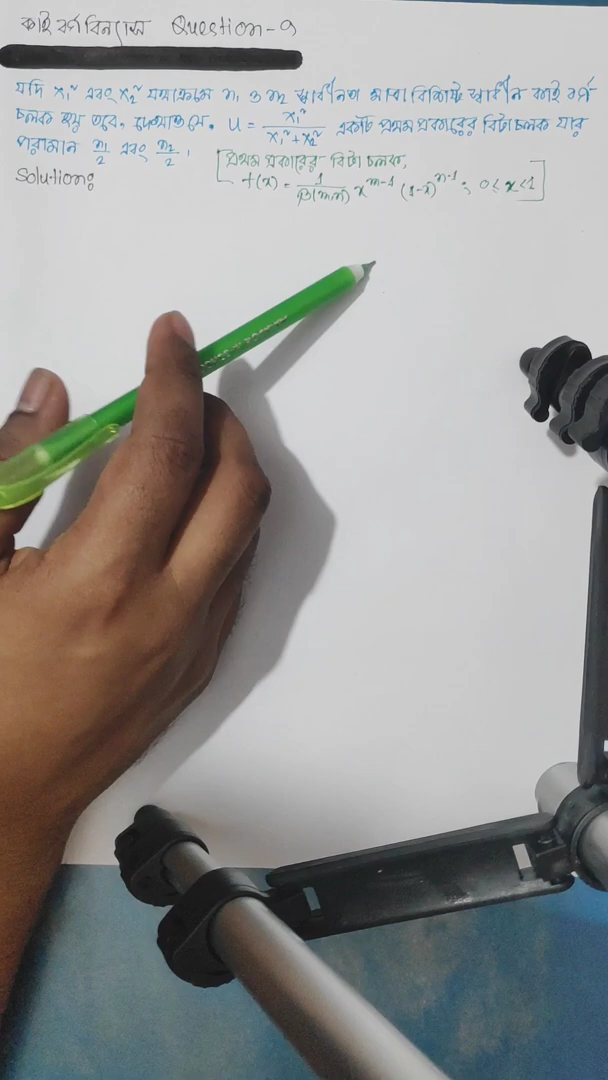 কাই বর্গ বিন্যাস Question-৯
যদি x₁² এবং x₂² যথাক্রমে n₁ ও n₂ স্বাধীনতা মাত্রা বিশিষ্ট স্বাধীন কাই বর্গ
চলক হয় তবে, দেখাও যে, U = x₁²/(x₁²+x₂²) একটি প্রথম প্রকারের বিটা চলক যার
পরামান n₁/2 এবং n₂/2 ।
[প্রথম প্রকারের বিটা চলক,
Solution:
f(x) = 1/β(m,n) x^(m-1) (1-x)^(n-1) ; 0 ≤ x < 1]